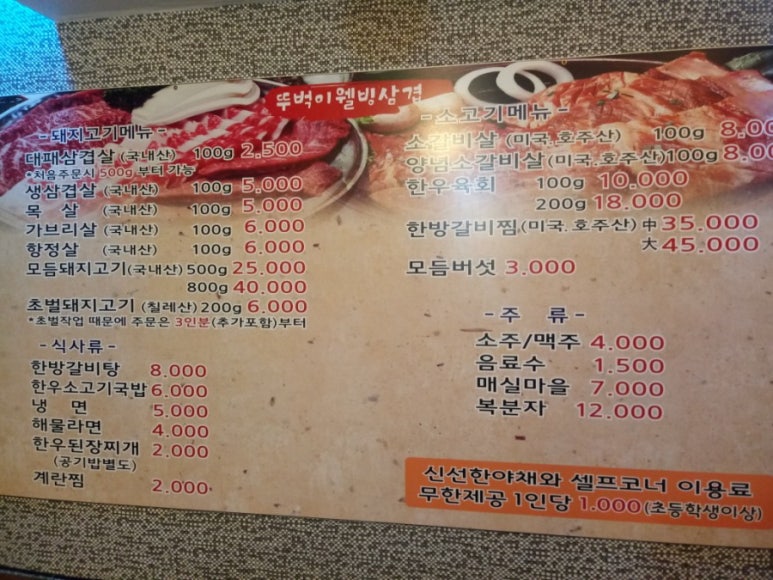 뚜벅이웰빙삼겹
-돼지고기메뉴-
대패삼겹살 (국내산) 100g 2.500
*처음주문시 500g 부터 가능
생삼겹살 (국내산) 100g 5.000
목 살 (국내산) 100g 5.000
가브리살 (국내산) 100g 6.000
항정살 (국내산) 100g 6.000
모듬돼지고기 (국내산) 500g 25.000
800g 40.000
초벌돼지고기 (칠레산) 200g 6.000
*초벌작업 때문에 주문은 3인분(추가포함)부터
-식사류-
한방갈비탕 8.000
한우소고기국밥 6.000
냉 면 5.000
해물라면 4.000
한우된장찌개 2.000
(공기밥별도)
계란찜 2.000
-소고기메뉴-
소갈비살 (미국.호주산) 100g 8.00
양념소갈비살 (미국.호주산) 100g 8.00
한우육회 100g 10.000
200g 18.000
한방갈비찜 (미국.호주산) 中 35.000
大 45.000
모듬버섯 3.000
-주 류-
소주/맥주 4.000
음료수 1.500
매실마을 7.000
복분자 12.000
신선한야채와 셀프코너 이용료
무한제공 1인당 1.000 (초등학생이상)